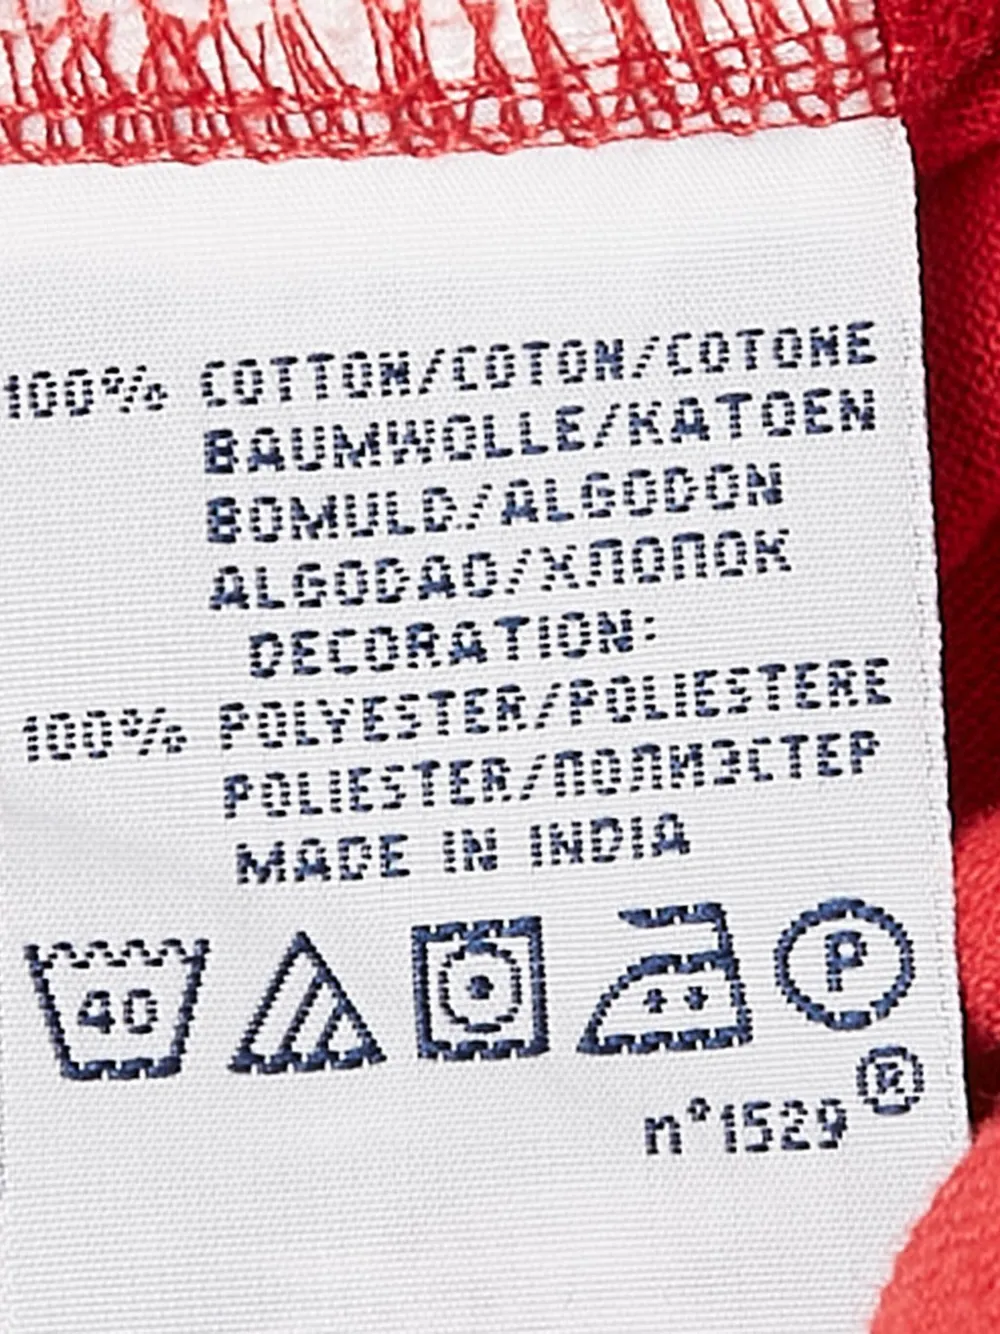 100% COTTON/COTON/COTONE
BAUMWOLLE/KATOEN
BOMULD/ALGODON
ALGODAO/ХЛОПОК
DECORATION:
100% POLYESTER/POLIESTERE
POLIESTER/ПОЛИЭСТЕР
MADE IN INDIA
40 P
n°1529®